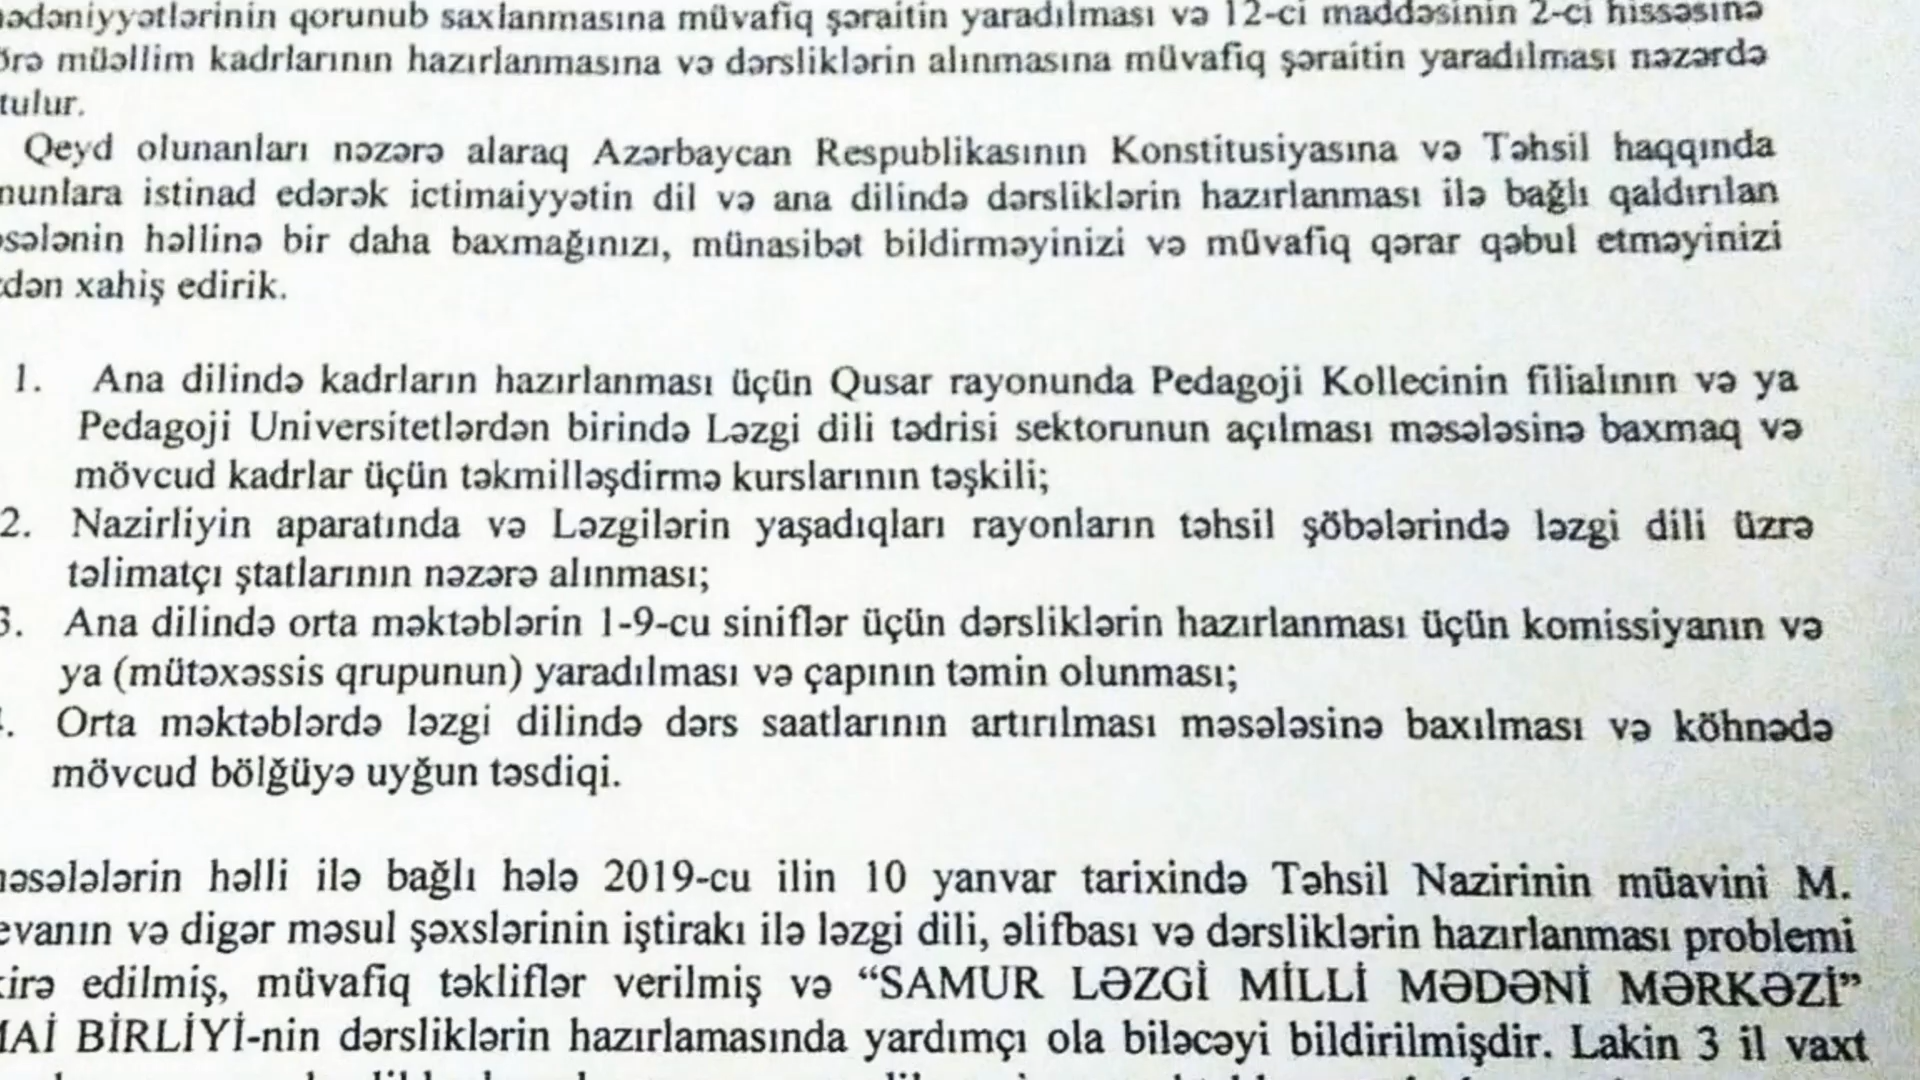 ədəniyyətlərinin qorunub saxlanmasına müvafiq şəraitin yaradılması və 12-ci maddəsinin 2-ci hissəsinə
örə müəllim kadrlarının hazırlanmasına və dərsliklərin alınmasına müvafiq şəraitin yaradılması nəzərdə
tulur.
Qeyd olunanları nəzərə alaraq Azərbaycan Respublikasının Konstitusiyasına və Təhsil haqqında
nunlara istinad edərək ictimaiyyətin dil və ana dilində dərsliklərin hazırlanması ilə bağlı qaldırılan
sələnin həllinə bir daha baxmağınızı, münasibət bildirməyinizi və müvafiq qərar qəbul etməyinizi
dən xahiş edirik.
1. Ana dilində kadrların hazırlanması üçün Qusar rayonunda Pedagoji Kollecinin filialının və ya
Pedagoji Universitetlərdən birində Ləzgi dili tədrisi sektorunun açılması məsələsinə baxmaq və
mövcud kadrlar üçün təkmilləşdirmə kurslarının təşkili;
2. Nazirliyin aparatında və Ləzgilərin yaşadıqları rayonların təhsil şöbələrində ləzgi dili üzrə
təlimatçı ştatlarının nəzərə alınması;
3. Ana dilində orta məktəblərin 1-9-cu siniflər üçün dərsliklərin hazırlanması üçün komissiyanın və
ya (mütəxəssis qrupunun) yaradılması və çapının təmin olunması;
. Orta məktəblərdə ləzgi dilində dərs saatlarının artırılması məsələsinə baxılması və köhnədə
mövcud bölğüyə uyğun təsdiqi.
əsələlərin həlli ilə bağlı hələ 2019-cu ilin 10 yanvar tarixində Təhsil Nazirinin müavini M.
evanın və digər məsul şəxslərinin iştirakı ilə ləzgi dili, əlifbası və dərsliklərin hazırlanması problemi
irə edilmiş, müvafiq təkliflər verilmiş və “SAMUR LƏZGİ MİLLİ MƏDƏNİ MƏRKƏZİ”
MAİ BİRLİYİ-nin dərsliklərin hazırlamasında yardımçı ola biləcəyi bildirilmişdir. Lakin 3 il vaxt